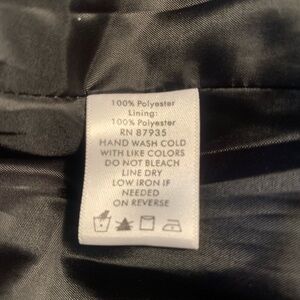 100% Polyester
Lining:
100% Polyester
RN 87935
HAND WASH COLD
WITH LIKE COLORS
DO NOT BLEACH
LINE DRY
LOW IRON IF
NEEDED
ON REVERSE